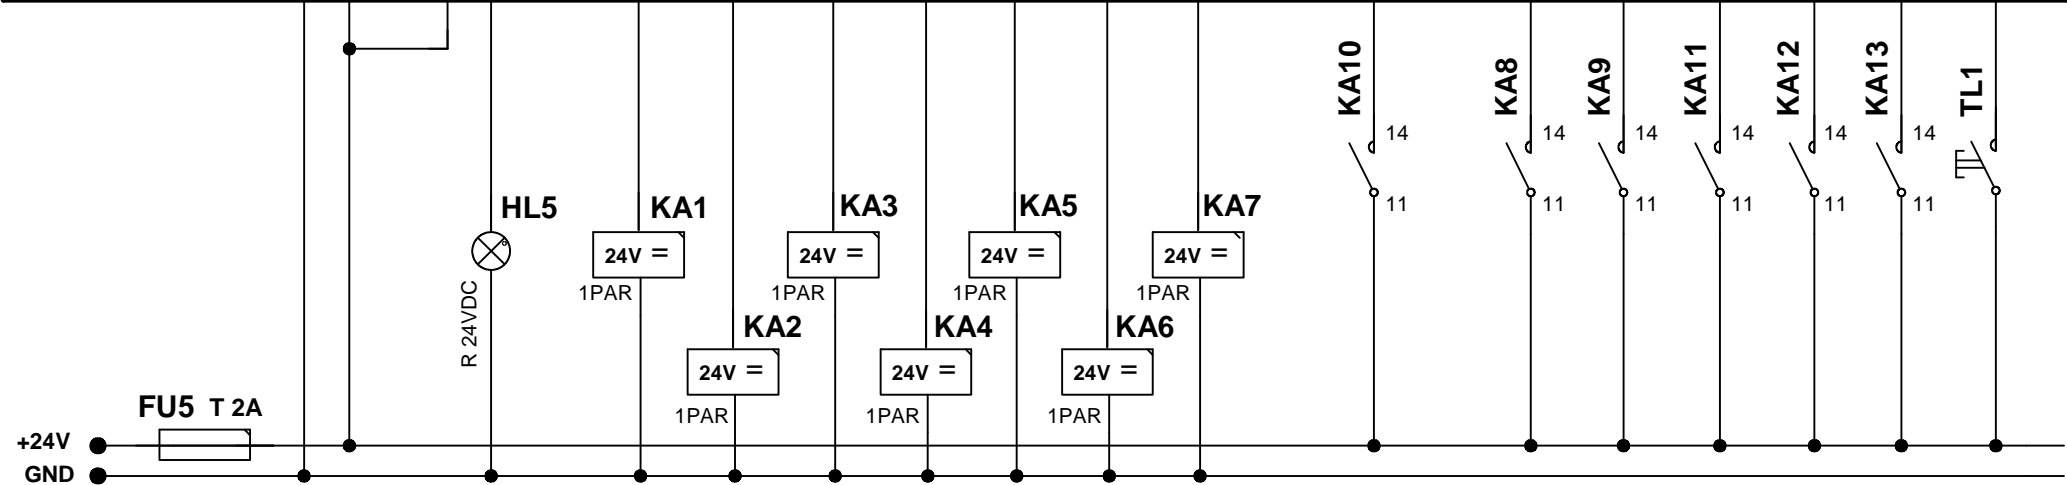 KA10
KA8
KA9
KA11
KA12
KA13
TL1
14
14
14
14
14
14
11
11
11
11
11
11
HL5
KA1
KA3
KA5
KA7
24V =
24V =
24V =
24V =
1PAR
1PAR
1PAR
1PAR
R 24VDC
KA2
KA4
KA6
24V =
24V =
24V =
1PAR
1PAR
1PAR
FU5 T 2A
+24V
GND